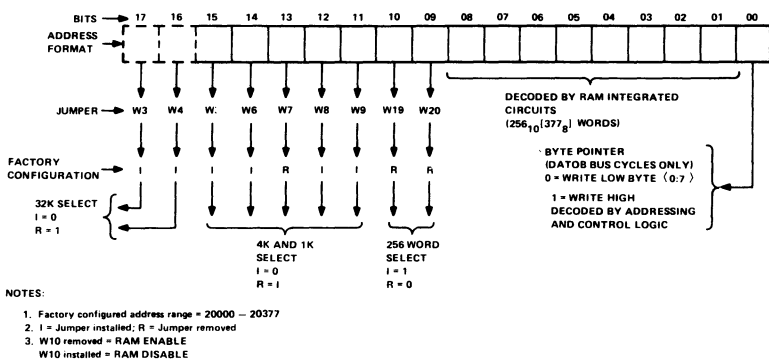 BITS 17 16 15 14 13 12 11 10 09 08 07 06 05 04 03 02 01 00
ADDRESS
FORMAT
JUMPER W3 W4 W6 W7 W8 W9 W19 W20
DECODED BY RAM INTEGRATED
CIRCUITS
(256₁₀[377₈] WORDS)
FACTORY
CONFIGURATION I I I I R I I R R
BYTE POINTER
(DATOB BUS CYCLES ONLY)
0 = WRITE LOW BYTE (0:7)
1 = WRITE HIGH
DECODED BY ADDRESSING
AND CONTROL LOGIC
32K SELECT
I = 0
R = 1
4K AND 1K
SELECT
I = 0
R = I
256 WORD
SELECT
I = 1
R = 0
NOTES:
1. Factory configured address range = 20000 – 20377
2. I = Jumper installed; R = Jumper removed
3. W10 removed = RAM ENABLE
W10 installed = RAM DISABLE